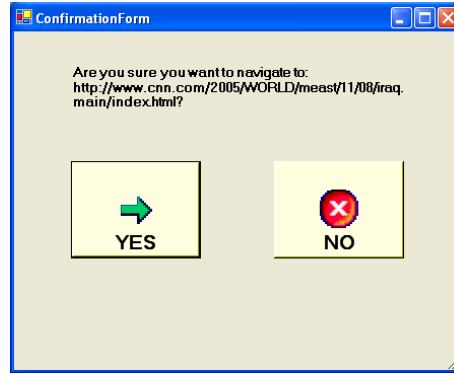 ConfirmationForm
Are you sure you want to navigate to:
http://www.cnn.com/2005/WORLD/meast/11/08/iraq.
main/index.html?
YES
NO